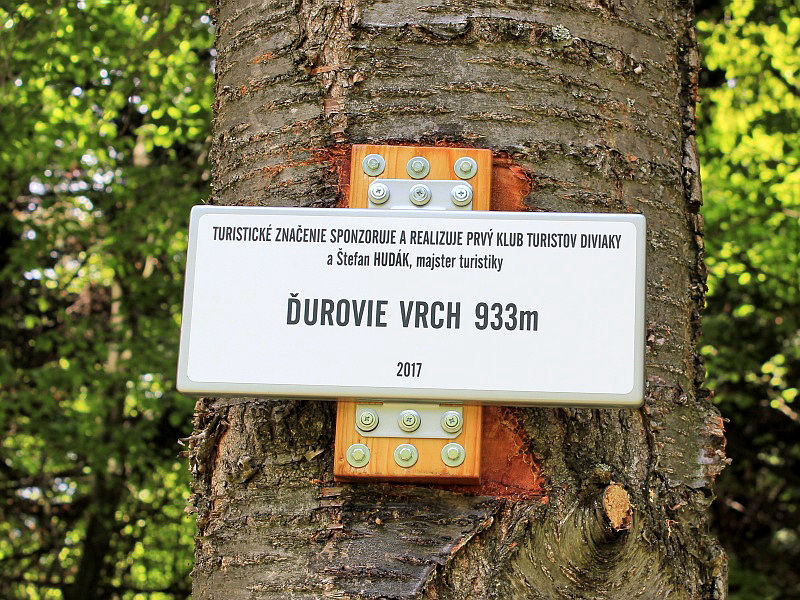 TURISTICKÉ ZNAČENIE SPONZORUJE A REALIZUJE PRVÝ KLUB TURISTOV DIVIAKY
a Štefan HUDÁK, majster turistiky
ĎUROVIE VRCH 933m
2017